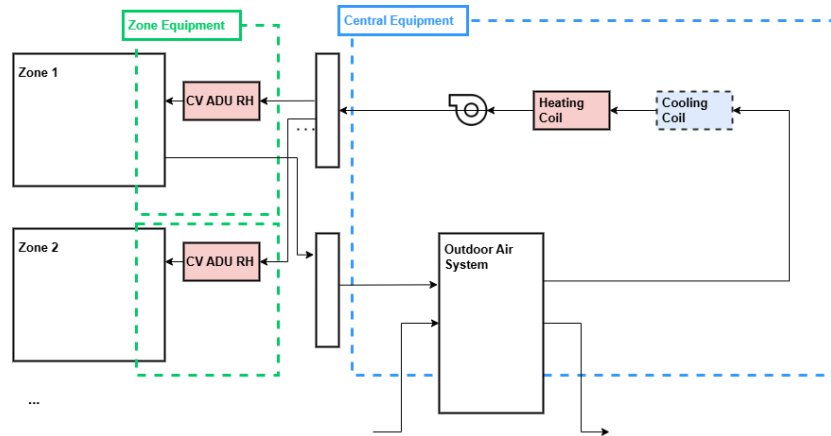 Zone Equipment
Central Equipment
Zone 1
CV ADU RH
...
Heating
Coil
Cooling
Coil
Zone 2
CV ADU RH
Outdoor Air
System
...